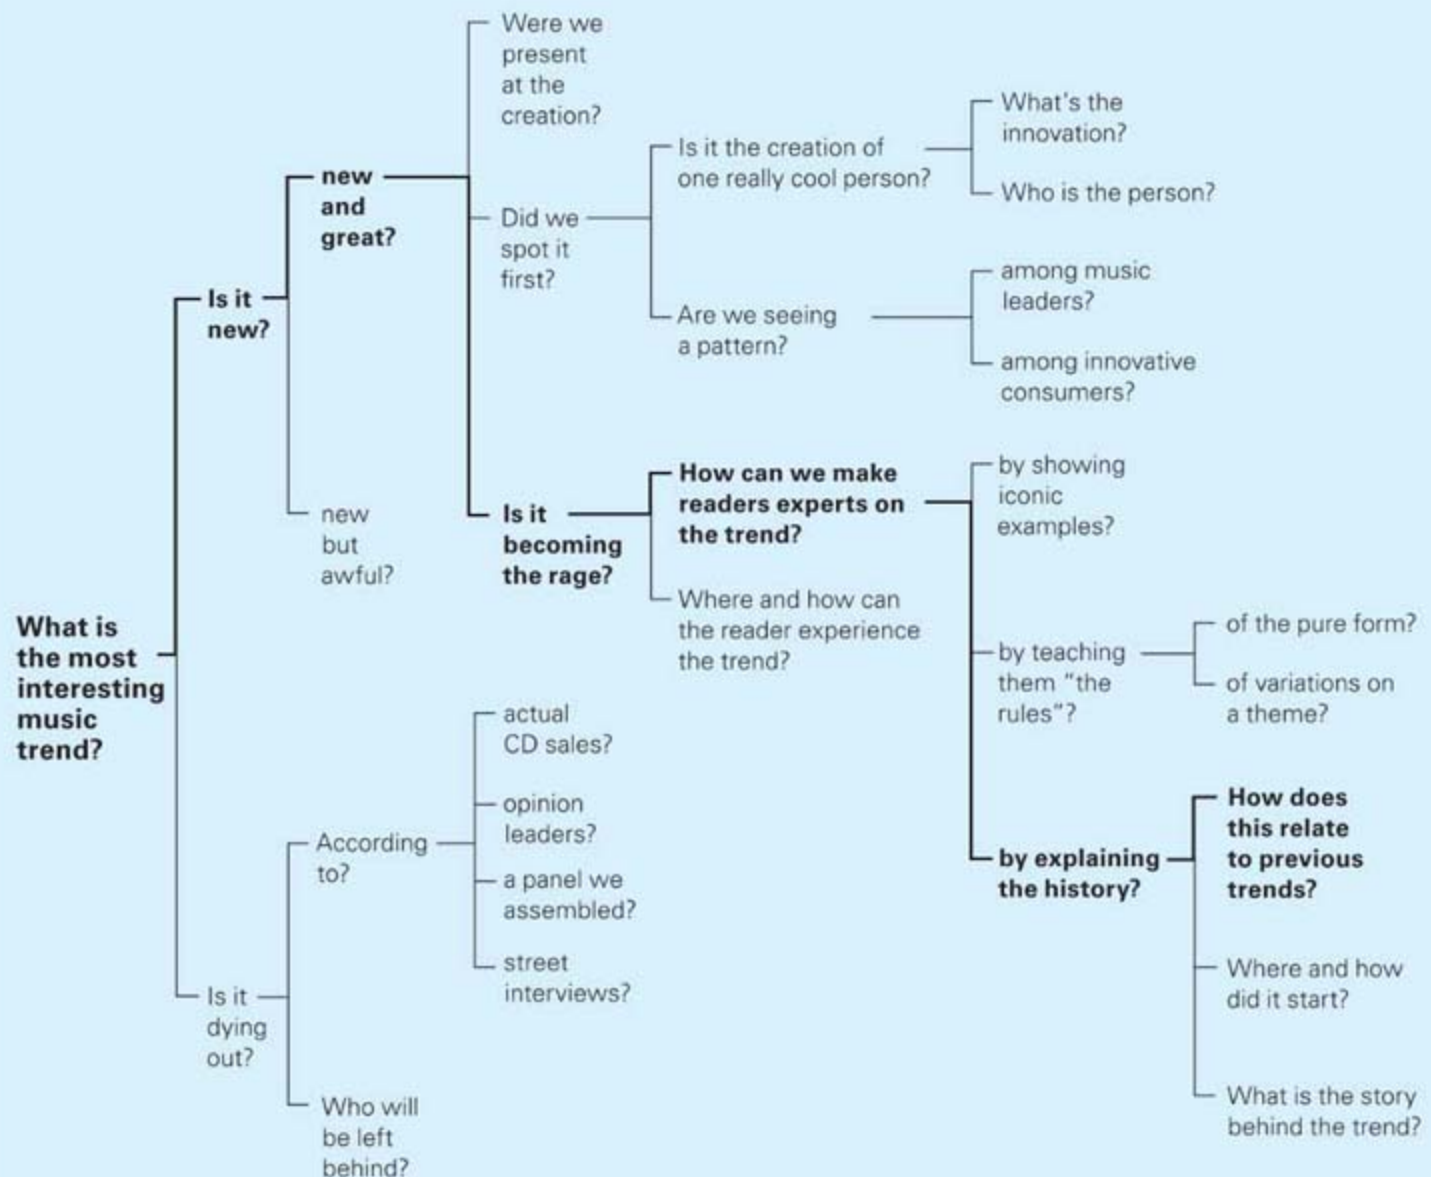 What is
the most
interesting
music
trend?
Is it
new?
new
and
great?
Were we
present
at the
creation?
Did we
spot it
first?
Is it the creation of
one really cool person?
What's the
innovation?
Who is the person?
Are we seeing
a pattern?
among music
leaders?
among innovative
consumers?
Is it
becoming
the rage?
How can we make
readers experts on
the trend?
by showing
iconic
examples?
by teaching
them "the
rules"?
of the pure form?
of variations on
a theme?
by explaining
the history?
How does
this relate
to previous
trends?
Where and how
did it start?
What is the story
behind the trend?
Where and how can
the reader experience
the trend?
new
but
awful?
Is it
dying
out?
According
to?
actual
CD sales?
opinion
leaders?
a panel we
assembled?
street
interviews?
Who will
be left
behind?